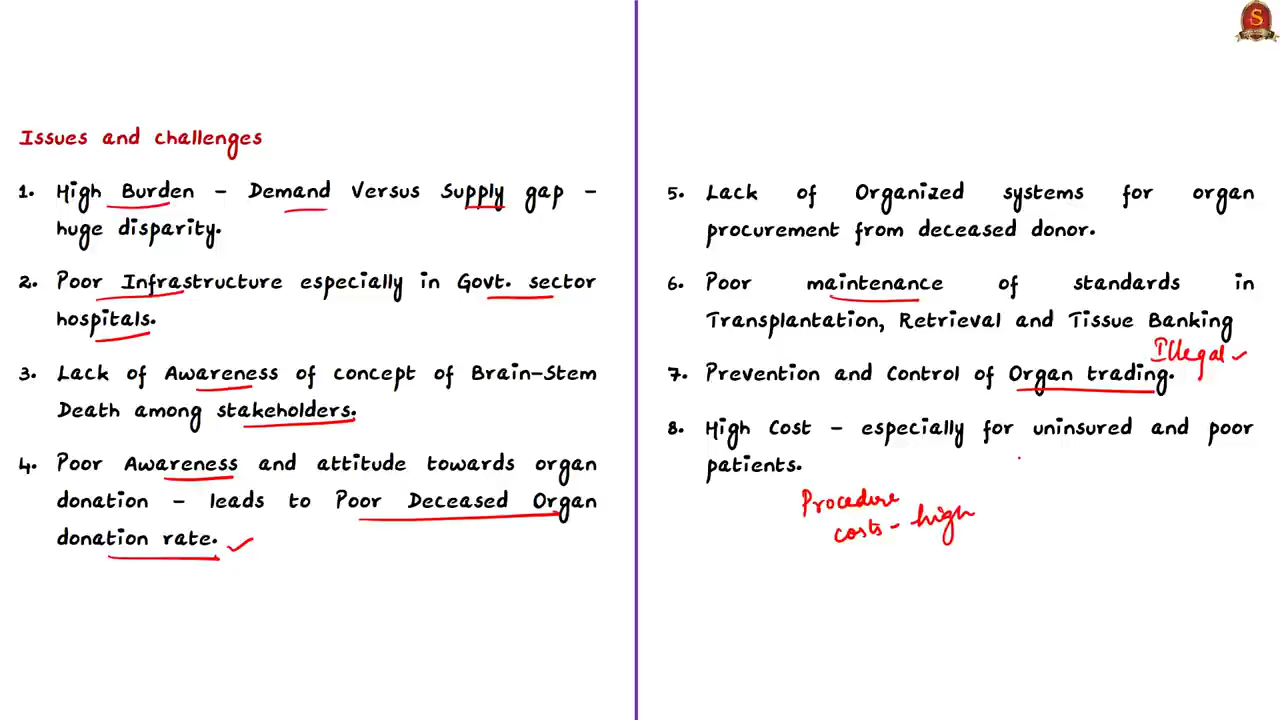 Issues and challenges
1. High Burden – Demand Versus Supply gap –
huge disparity.
2. Poor Infrastructure especially in Govt. sector
hospitals.
3. Lack of Awareness of concept of Brain-Stem
Death among stakeholders.
4. Poor Awareness and attitude towards organ
donation – leads to Poor Deceased Organ
donation rate.
5. Lack of Organized systems for organ
procurement from deceased donor.
6. Poor maintenance of standards in
Transplantation, Retrieval and Tissue Banking
Illegal
7. Prevention and Control of Organ trading.
8. High Cost – especially for uninsured and poor
patients.
Procedure
costs - high
S